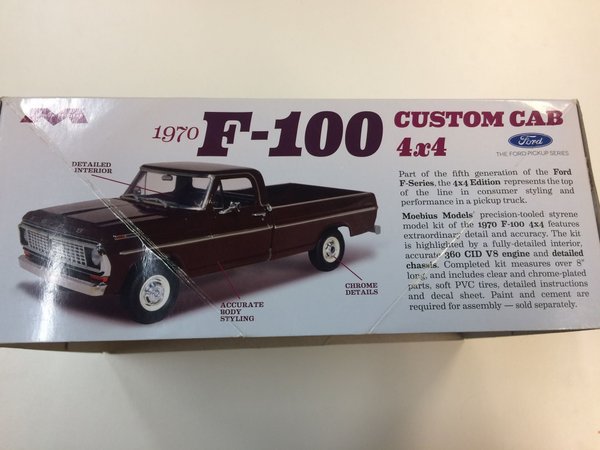 1970 F-100 CUSTOM CAB
4x4
Ford
THE FORD PICKUP SERIES
DETAILED
INTERIOR
ACCURATE
BODY
STYLING
CHROME
DETAILS
Part of the fifth generation of the Ford
F-Series, the 4x4 Edition represents the top
of the line in consumer styling and
performance in a pickup truck.
Moebius Models' precision-tooled styrene
model kit of the 1970 F-100 4x4 features
extraordinary detail and accuracy. The kit
is highlighted by a fully-detailed interior,
accurate 360 CID V8 engine and detailed
chassis. Completed kit measures over 8"
long, and includes clear and chrome-plated
parts, soft PVC tires, detailed instructions
and decal sheet. Paint and cement are
required for assembly — sold separately.